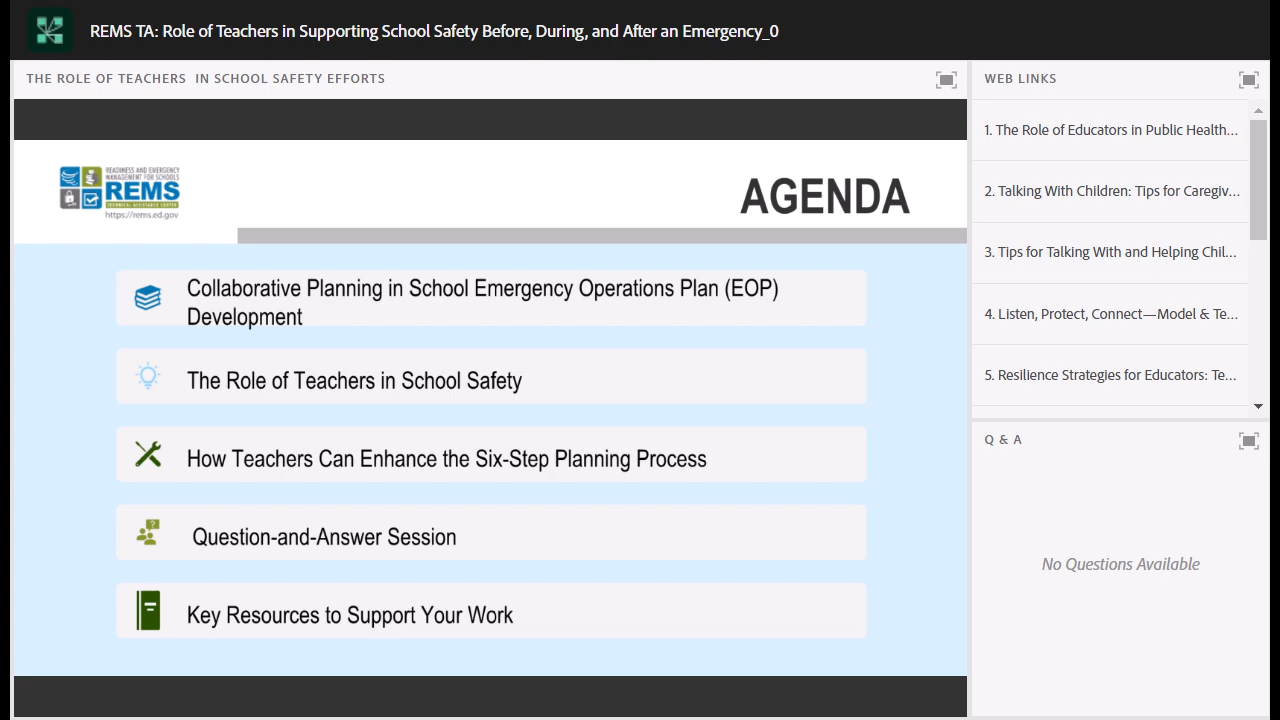 REMS TA: Role of Teachers in Supporting School Safety Before, During, and After an Emergency_0
THE ROLE OF TEACHERS IN SCHOOL SAFETY EFFORTS
READINESS AND EMERGENCY
MANAGEMENT FOR SCHOOLS
REMS
TECHNICAL ASSISTANCE CENTER
https://rems.ed.gov
AGENDA
Collaborative Planning in School Emergency Operations Plan (EOP)
Development
The Role of Teachers in School Safety
How Teachers Can Enhance the Six-Step Planning Process
Question-and-Answer Session
Key Resources to Support Your Work
WEB LINKS
1. The Role of Educators in Public Health...
2. Talking With Children: Tips for Caregiv...
3. Tips for Talking With and Helping Chil...
4. Listen, Protect, Connect—Model & Te...
5. Resilience Strategies for Educators: Te...
Q & A
No Questions Available